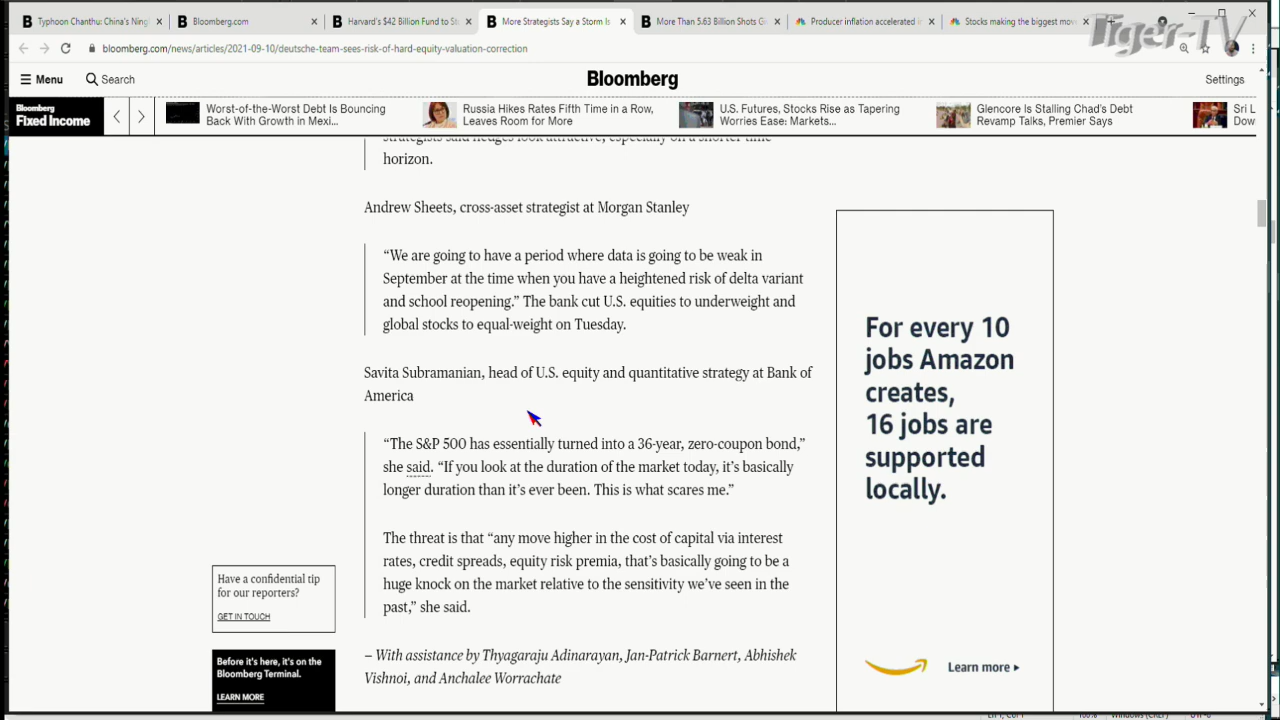 Typhoon Chanthu: China's Ning
Bloomberg.com
Harvard's $42 Billion Fund to St
More Strategists Say a Storm Is
More Than 5.63 Billion Shots G
Producer inflation accelerated i
Stocks making the biggest mov
Tiger-TV
bloomberg.com/news/articles/2021-09-10/deutsche-team-sees-risk-of-hard-equity-valuation-correction
Menu
Search
Bloomberg
Settings
Bloomberg
Fixed Income
Worst-of-the-Worst Debt Is Bouncing
Back With Growth in Mexi...
Russia Hikes Rates Fifth Time in a Row,
Leaves Room for More
U.S. Futures, Stocks Rise as Tapering
Worries Ease: Markets...
Glencore Is Stalling Chad's Debt
Revamp Talks, Premier Says
Sri L
Dow
strategists said hedges look attractive, especially on a shorter time
horizon.
Andrew Sheets, cross-asset strategist at Morgan Stanley
“We are going to have a period where data is going to be weak in
September at the time when you have a heightened risk of delta variant
and school reopening.” The bank cut U.S. equities to underweight and
global stocks to equal-weight on Tuesday.
Savita Subramanian, head of U.S. equity and quantitative strategy at Bank of
America
“The S&P 500 has essentially turned into a 36-year, zero-coupon bond,”
she said. “If you look at the duration of the market today, it’s basically
longer duration than it’s ever been. This is what scares me.”
The threat is that “any move higher in the cost of capital via interest
rates, credit spreads, equity risk premia, that’s basically going to be a
huge knock on the market relative to the sensitivity we’ve seen in the
past,” she said.
– With assistance by Thyagaraju Adinarayan, Jan-Patrick Barnert, Abhishek
Vishnoi, and Anchalee Worrachate
Have a confidential tip
for our reporters?
GET IN TOUCH
Before it's here, it's on the
Bloomberg Terminal.
LEARN MORE
For every 10
jobs Amazon
creates,
16 jobs are
supported
locally.
Learn more
100%